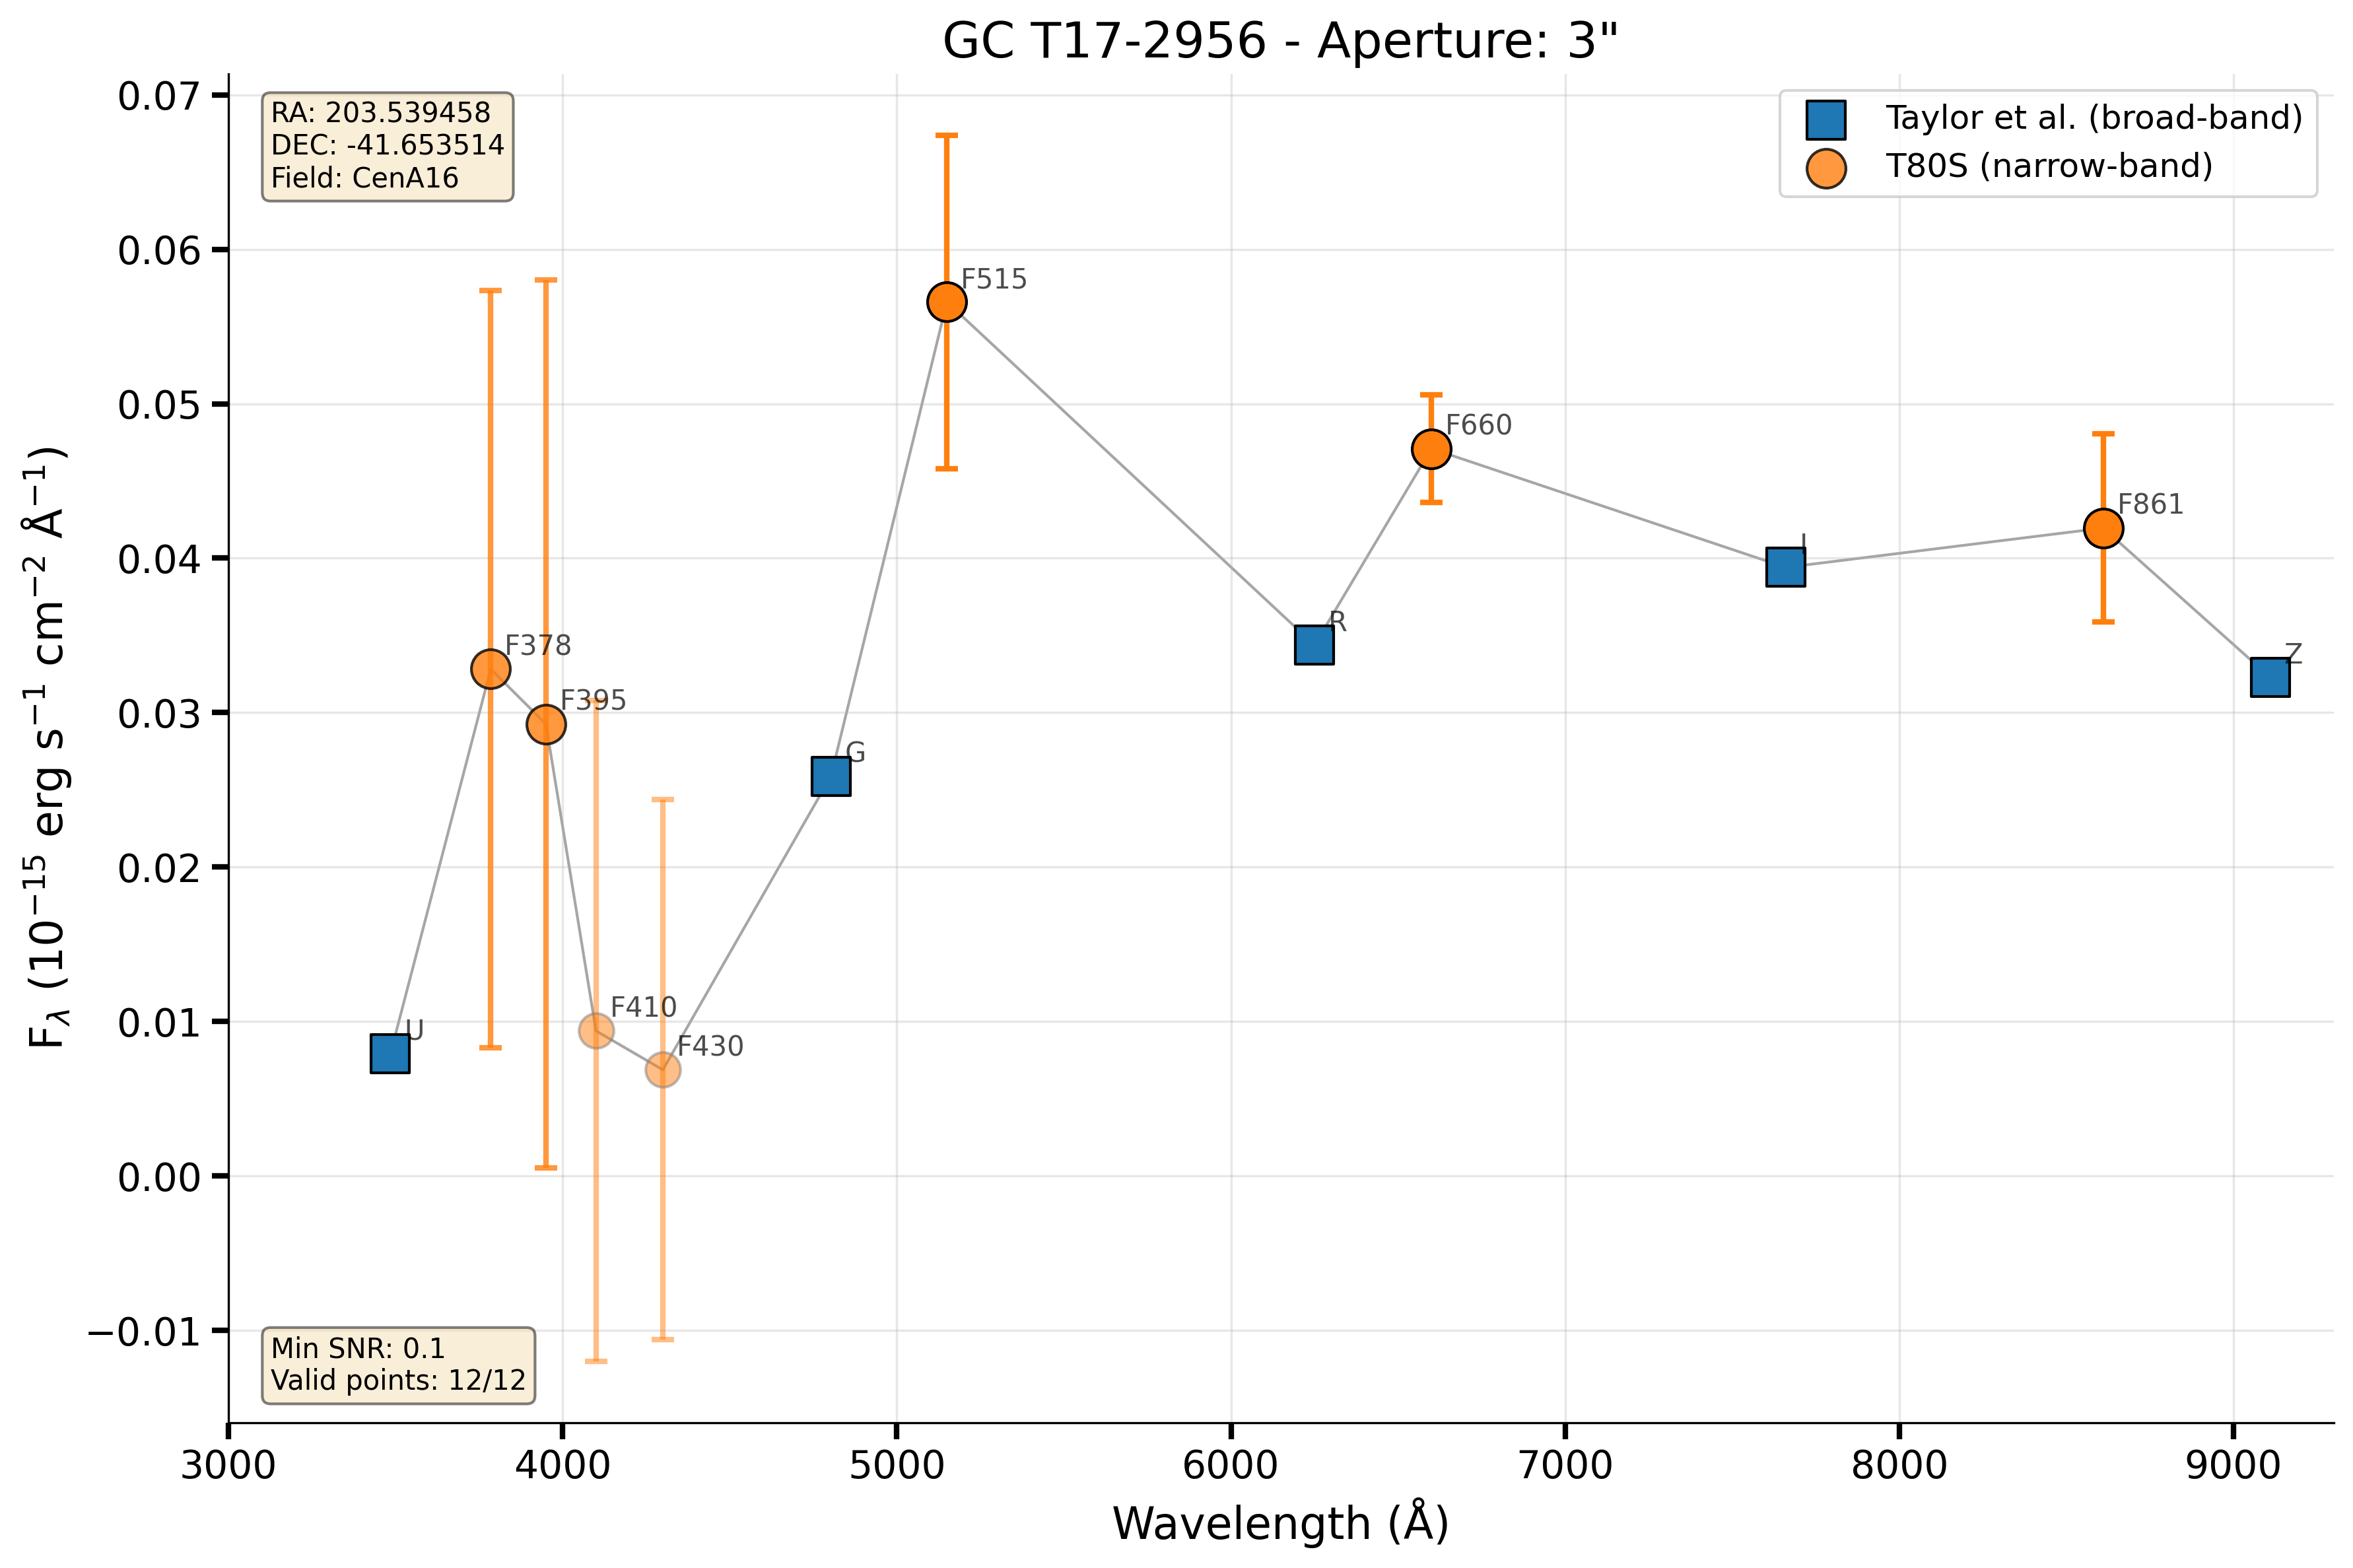 GC T17-2956 - Aperture: 3"
RA: 203.539458
DEC: -41.653514
Field: CenA16
Taylor et al. (broad-band)
T80S (narrow-band)
0.07
0.06
0.05
0.04
0.03
0.02
0.01
0.00
−0.01
F$_λ$ (10$^{−15}$ erg s$^{−1}$ cm$^{−2}$ Å$^{−1}$)
U
F378
F395
F410
F430
G
F515
R
F660
I
F861
Z
Min SNR: 0.1
Valid points: 12/12
3000
4000
5000
6000
7000
8000
9000
Wavelength (Å)